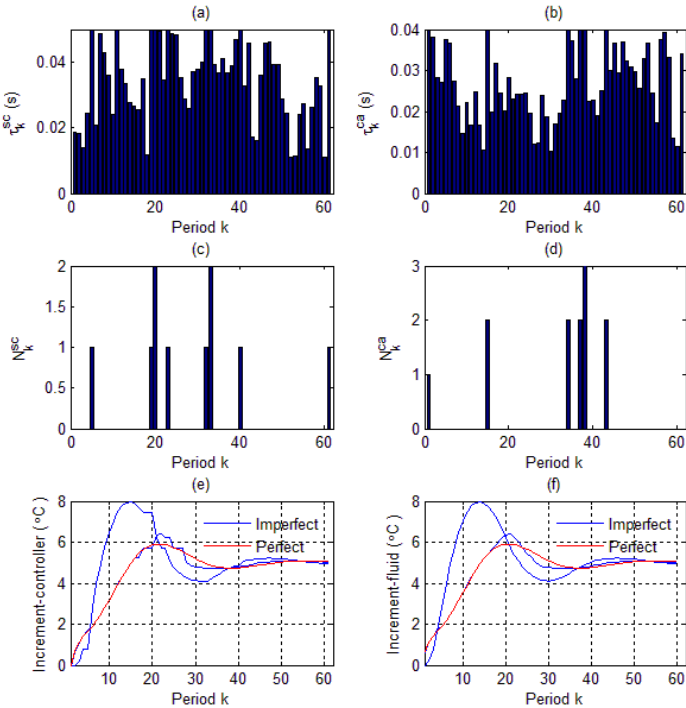 (a)
(b)
τ_k^sc (s)
0.04
0.02
0
0 20 40 60
Period k
τ_k^ca (s)
0.04
0.03
0.02
0.01
0
0 20 40 60
Period k
(c)
(d)
N_k^sc
2
1.5
1
0.5
0
0 20 40 60
Period k
N_k^ca
3
2
1
0
0 20 40 60
Period k
(e)
(f)
Increment-controller (°C)
8
6
4
2
0
10 20 30 40 50 60
Period k
Imperfect
Perfect
Increment-fluid (°C)
8
6
4
2
0
10 20 30 40 50 60
Period k
Imperfect
Perfect